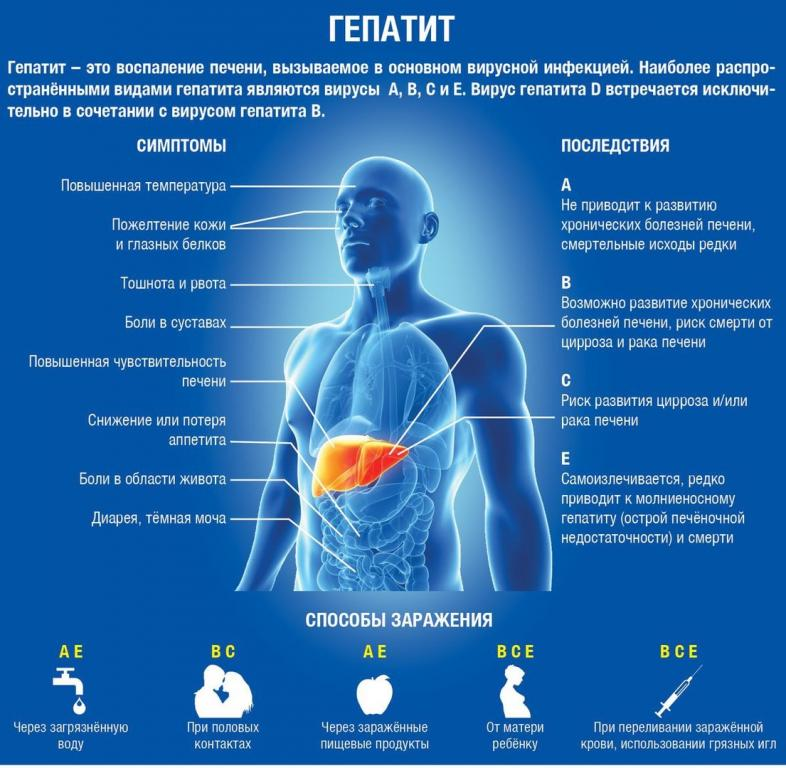 ГЕПАТИТ
Гепатит – это воспаление печени, вызываемое в основном вирусной инфекцией. Наиболее распро-
странёнными видами гепатита являются вирусы А, В, С и Е. Вирус гепатита D встречается исключи-
тельно в сочетании с вирусом гепатита В.
СИМПТОМЫ
Повышенная температура
Пожелтение кожи
и глазных белков
Тошнота и рвота
Боли в суставах
Повышенная чувствительность
печени
Снижение или потеря
аппетита
Боли в области живота
Диарея, тёмная моча
ПОСЛЕДСТВИЯ
А
Не приводит к развитию
хронических болезней печени,
смертельные исходы редки
В
Возможно развитие хронических
болезней печени, риск смерти от
цирроза и рака печени
С
Риск развития цирроза и/или
рака печени
Е
Самоизлечивается, редко
приводит к молниеносному
гепатиту (острой печёночной
недостаточности) и смерти
СПОСОБЫ ЗАРАЖЕНИЯ
А Е
Через загрязнённую
воду
В С
При половых
контактах
А Е
Через заражённые
пищевые продукты
В С Е
От матери
ребёнку
В С Е
При переливании заражённой
крови, использовании грязных игл